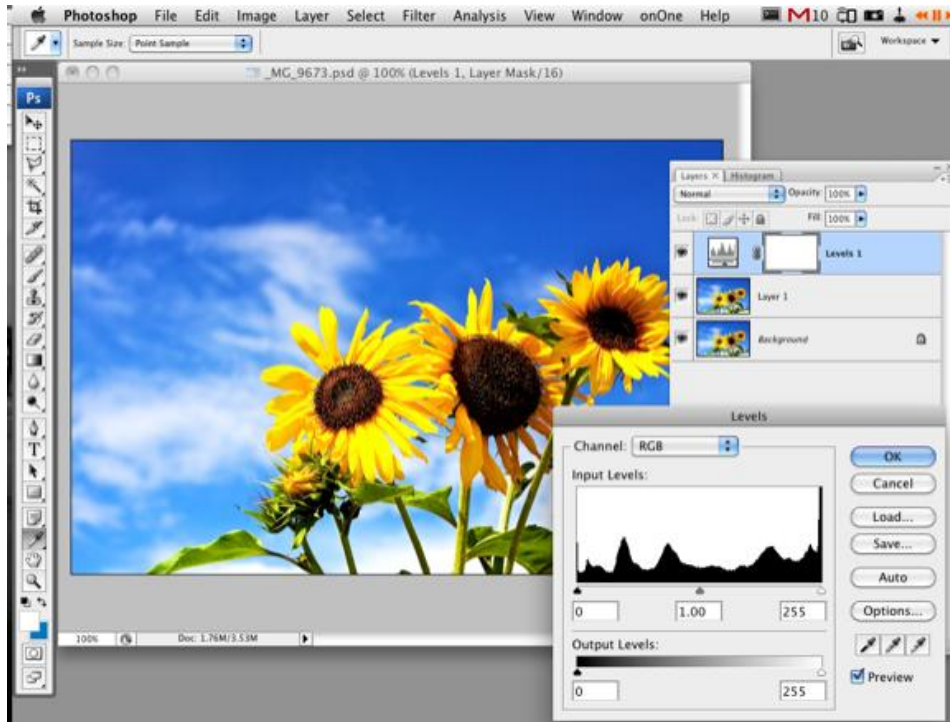 Photoshop File Edit Image Layer Select Filter Analysis View Window onOne Help M10
Sample Size: Point Sample
Workspace
_MG_9673.psd @ 100% (Levels 1, Layer Mask/16)
Ps
Layers × Histogram
Normal Opacity: 100%
Lock: Fill: 100%
Levels 1
Layer 1
Background
Levels
Channel: RGB
OK
Input Levels:
Cancel
Load...
Save...
Auto
0 1.00 255
Options...
Output Levels:
Preview
0 255
T
100% Doc: 1.76M/3.53M